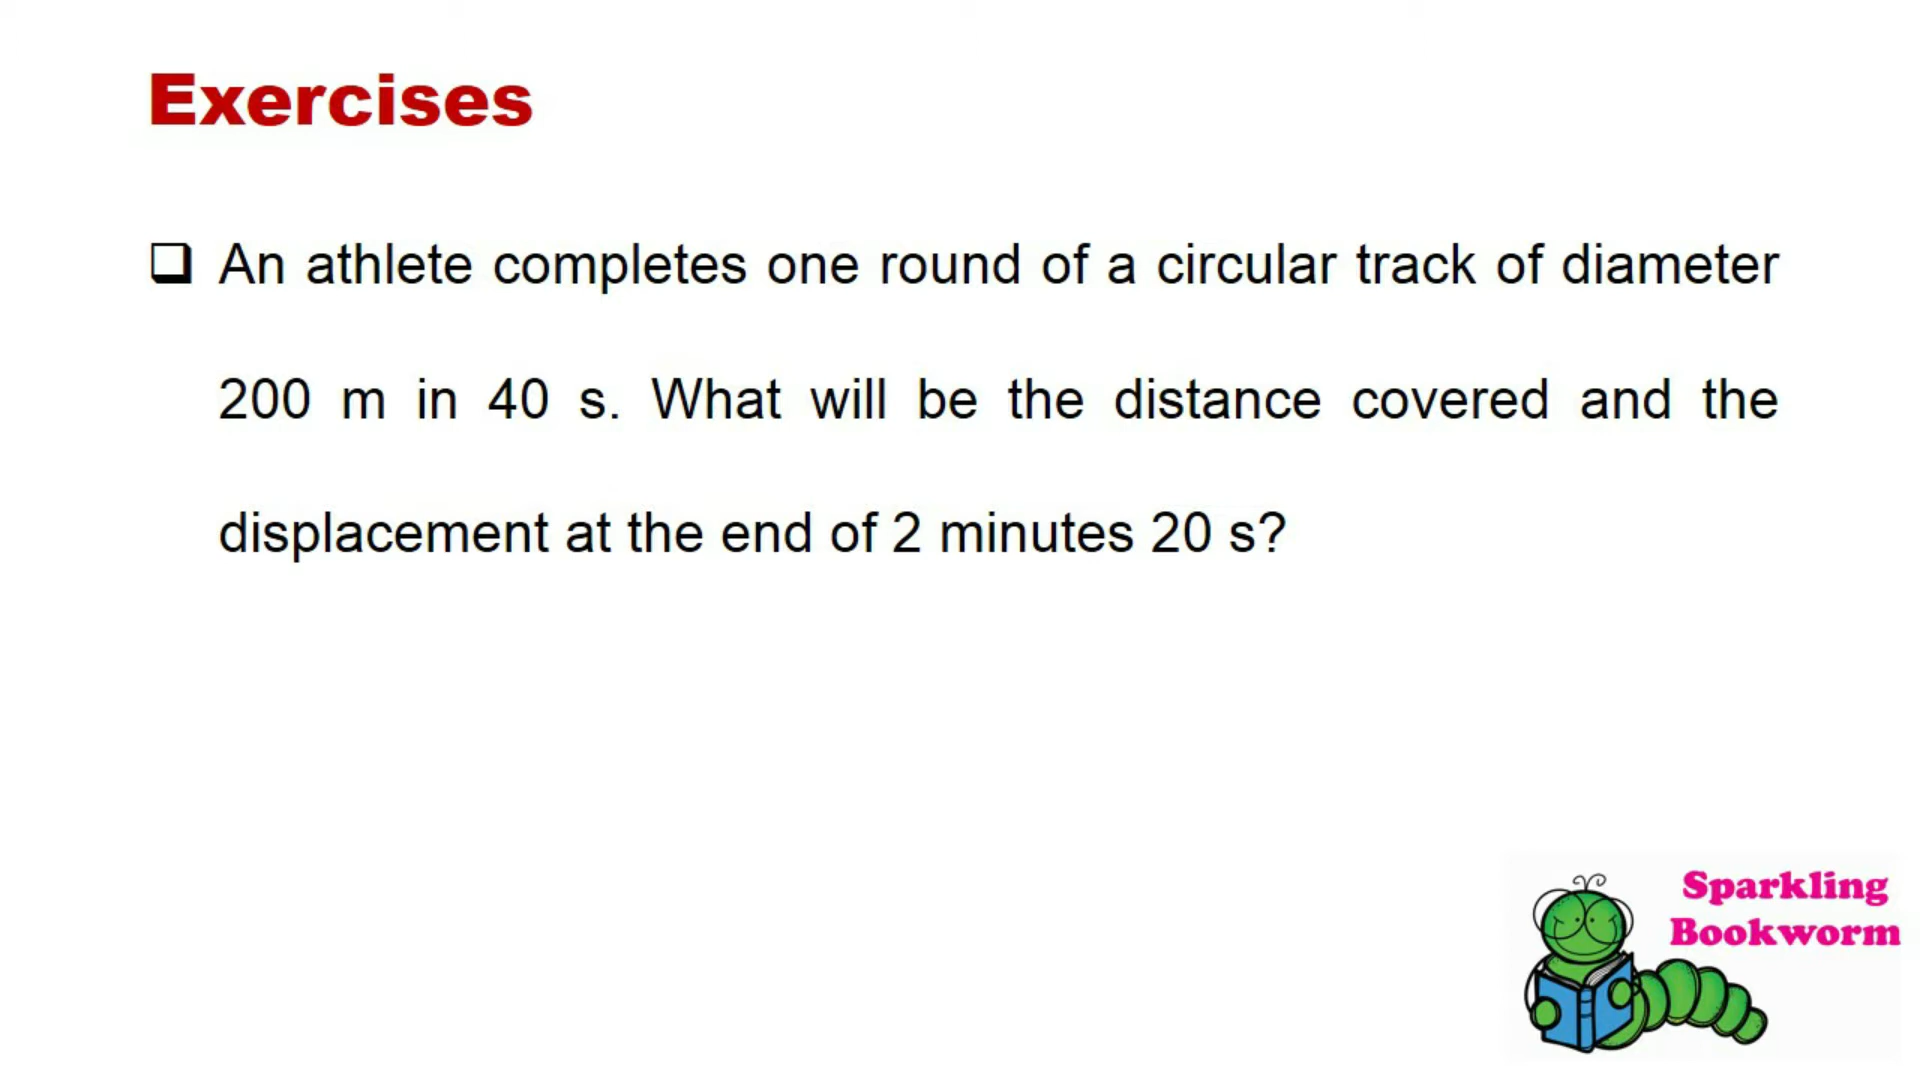 Exercises
An athlete completes one round of a circular track of diameter
200 m in 40 s. What will be the distance covered and the
displacement at the end of 2 minutes 20 s?
Sparkling
Bookworm